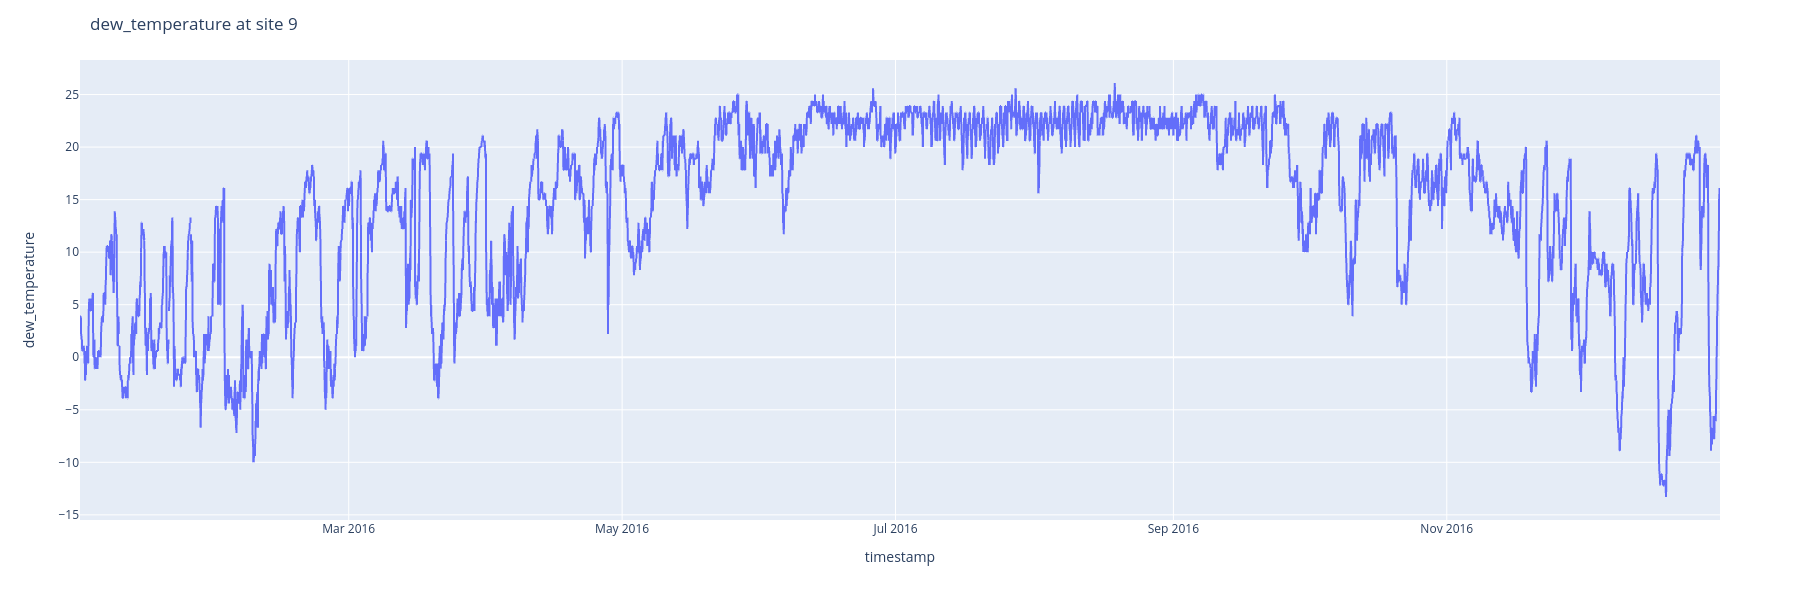 dew_temperature at site 9
dew_temperature
25
20
15
10
5
0
−5
−10
−15
Mar 2016
May 2016
Jul 2016
Sep 2016
Nov 2016
timestamp